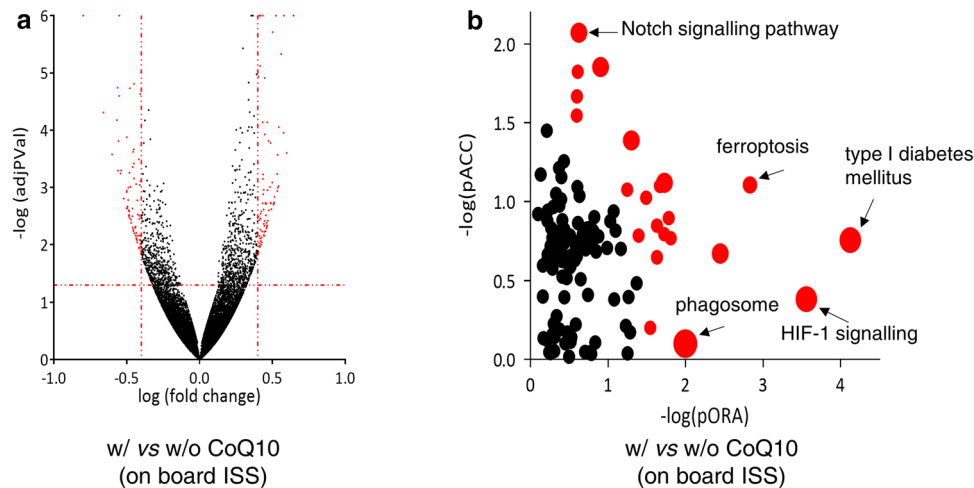 a
-log (adjPVal)
6
5
4
3
2
1
0
-1.0
-0.5
0.0
0.5
1.0
log (fold change)
w/ vs w/o CoQ10
(on board ISS)
b
-log(pACC)
2.0
1.5
1.0
0.5
0.0
0
1
2
3
4
-log(pORA)
Notch signalling pathway
ferroptosis
type I diabetes
mellitus
phagosome
HIF-1 signalling
w/ vs w/o CoQ10
(on board ISS)